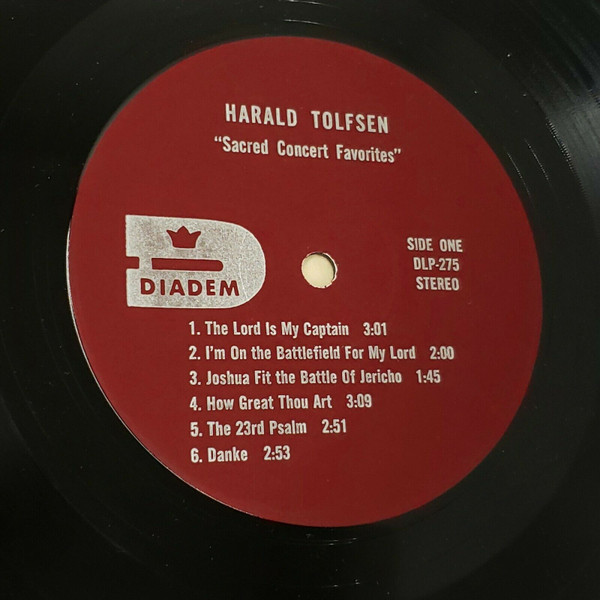 HARALD TOLFSEN
"Sacred Concert Favorites"
DIADEM
SIDE ONE
DLP-275
STEREO
1. The Lord Is My Captain 3:01
2. I'm On the Battlefield For My Lord 2:00
3. Joshua Fit the Battle Of Jericho 1:45
4. How Great Thou Art 3:09
5. The 23rd Psalm 2:51
6. Danke 2:53